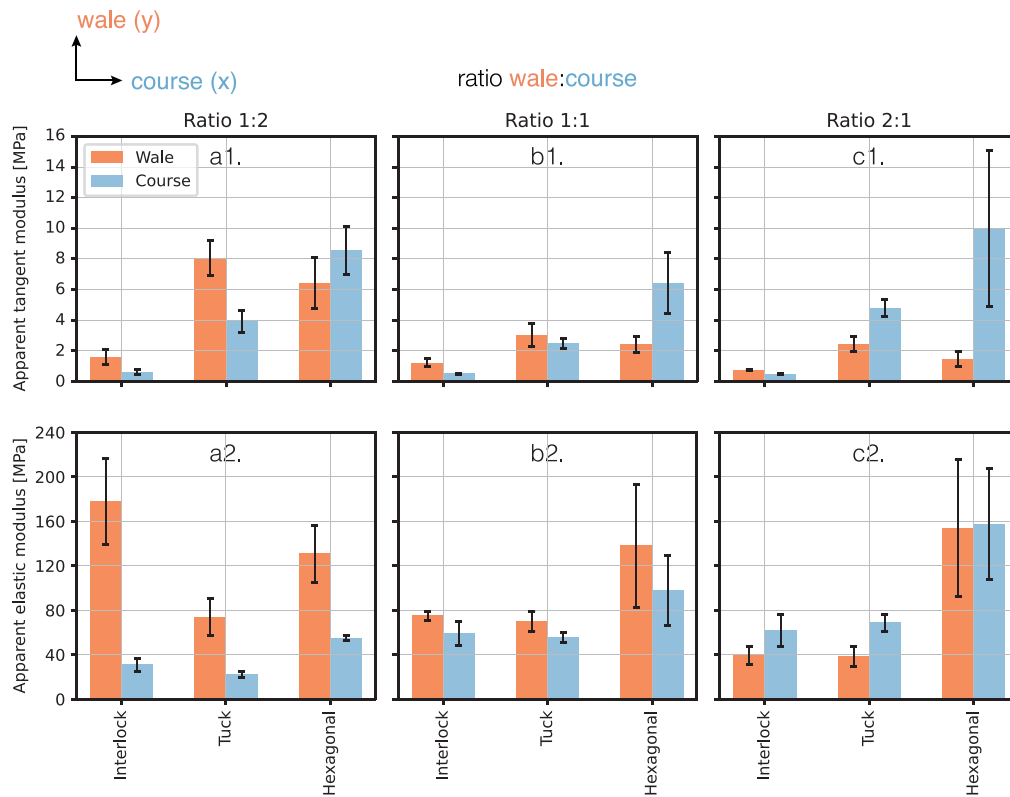 wale (y)
course (x)
ratio wale:course
Ratio 1:2
Ratio 1:1
Ratio 2:1
Apparent tangent modulus [MPa]
16
14
12
10
8
6
4
2
0
Wale
Course
a1.
b1.
c1.
Apparent elastic modulus [MPa]
240
200
160
120
80
40
0
a2.
b2.
c2.
Interlock
Tuck
Hexagonal
Interlock
Tuck
Hexagonal
Interlock
Tuck
Hexagonal